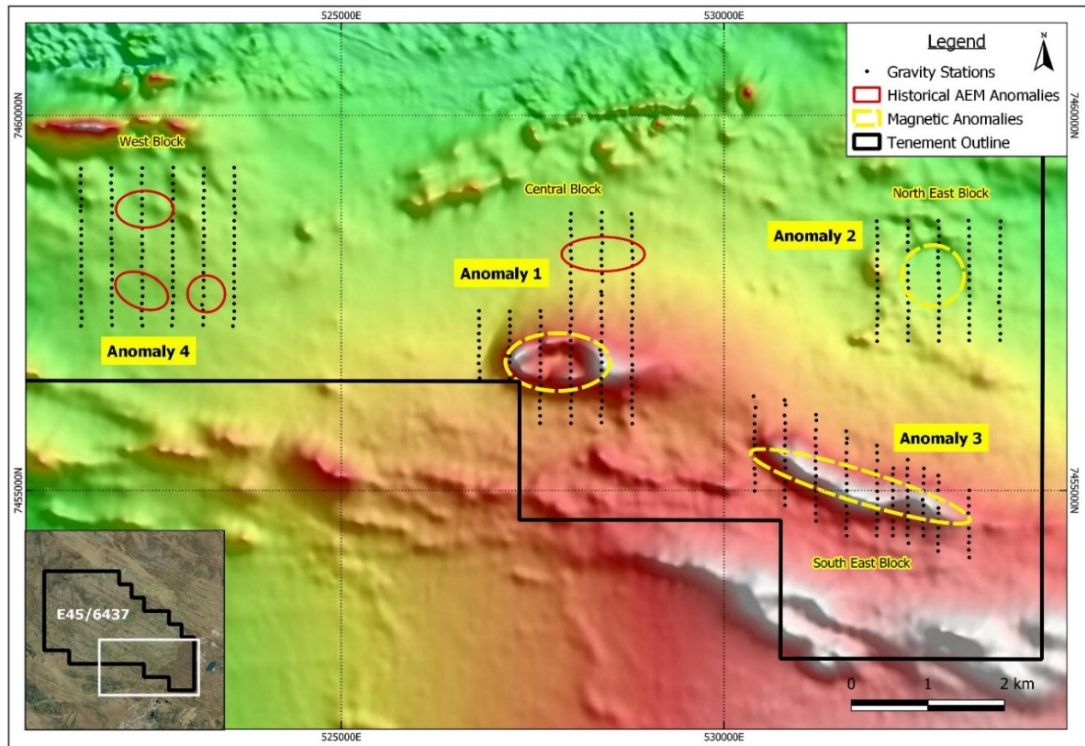 525000E
530000E
Legend
N
Gravity Stations
Historical AEM Anomalies
Magnetic Anomalies
Tenement Outline
7460000N
7460000N
West Block
Central Block
North East Block
Anomaly 2
Anomaly 1
Anomaly 4
Anomaly 3
7455000N
7455000N
South East Block
E45/6437
0 1 2 km
525000E
530000E